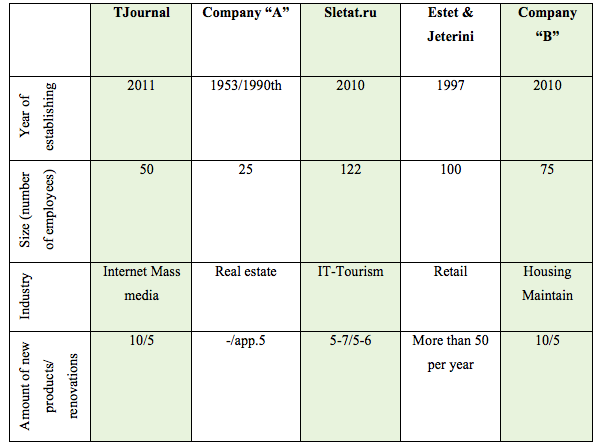 TJournal Company “A” Sletat.ru Estet & Company
Jeterini “B”
Year of establishing 2011 1953/1990th 2010 1997 2010
Size (number of employees) 50 25 122 100 75
Industry Internet Mass media Real estate IT-Tourism Retail Housing Maintain
Amount of new products/ renovations 10/5 -/app.5 5-7/5-6 More than 50 per year 10/5